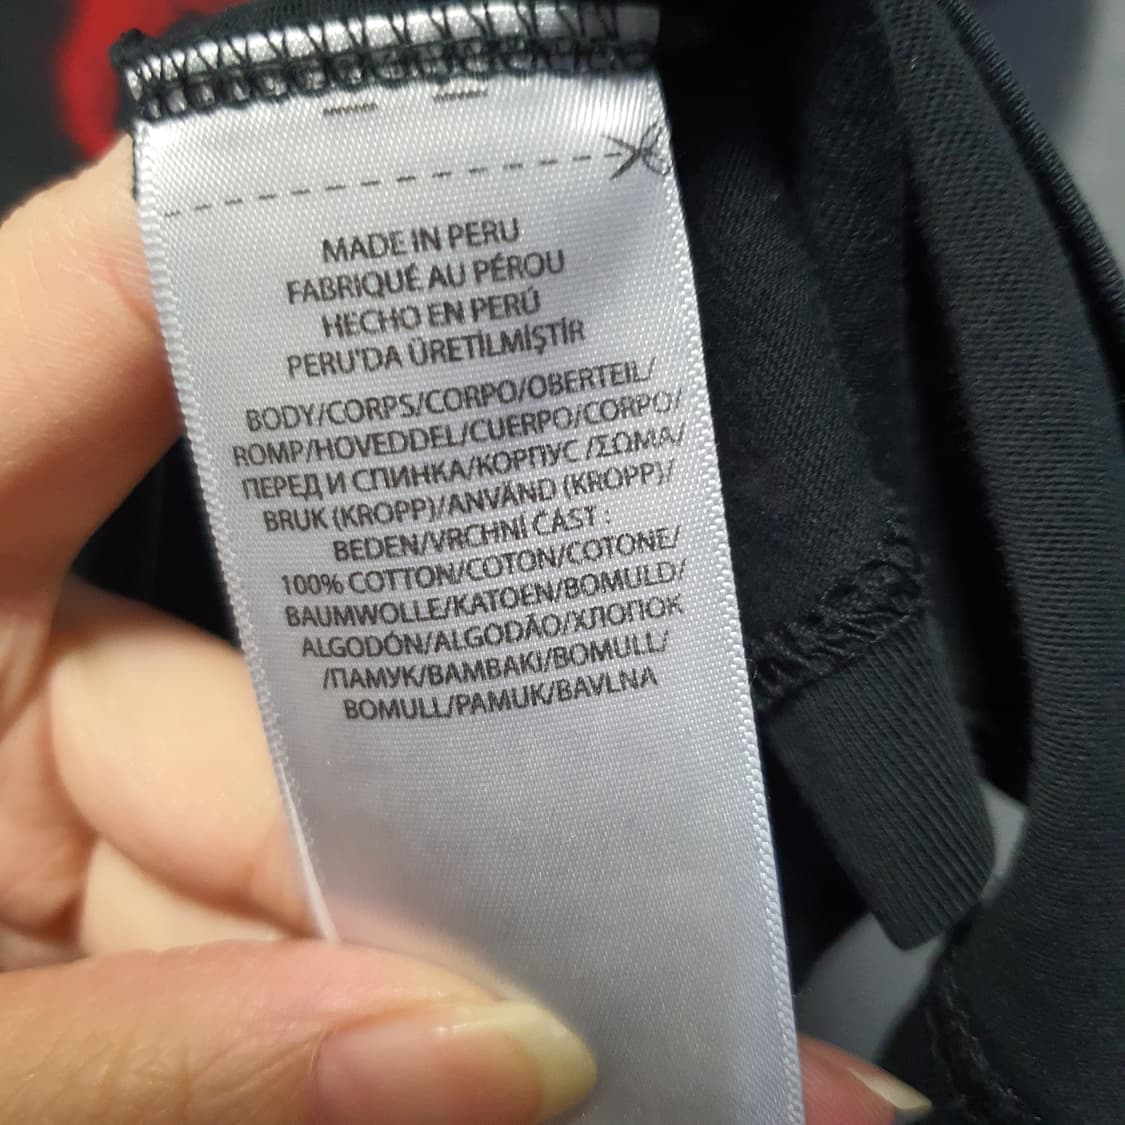 MADE IN PERU
FABRIQUÉ AU PÉROU
HECHO EN PERÚ
PERU'DA ÜRETİLMİŞTİR
BODY/CORPS/CORPO/OBERTEIL/
ROMP/HOVEDDEL/CUERPO/CORPO/
ПЕРЕД И СПИНКА/КОРПУС /ΣΩΜΑ/
BRUK (KROPP)/ANVÄND (KROPP)/
BEDEN/VRCHNÍ CÁST :
100% COTTON/COTON/COTONE/
BAUMWOLLE/KATOEN/BOMULD/
ALGODÓN/ALGODÃO/ХЛОПОК
/ПАМУК/ΒΑΜΒΑΚΙ/BOMULL/
BOMULL/PAMUK/BAVLNA